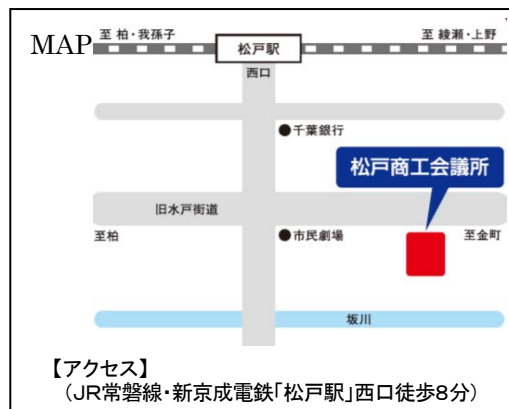 MAP
至 柏・我孫子
松戸駅
至 綾瀬・上野
西口
●千葉銀行
松戸商工会議所
旧水戸街道
至柏
●市民劇場
至金町
坂川
【アクセス】
（JR常磐線・新京成電鉄「松戸駅」西口徒歩8分）